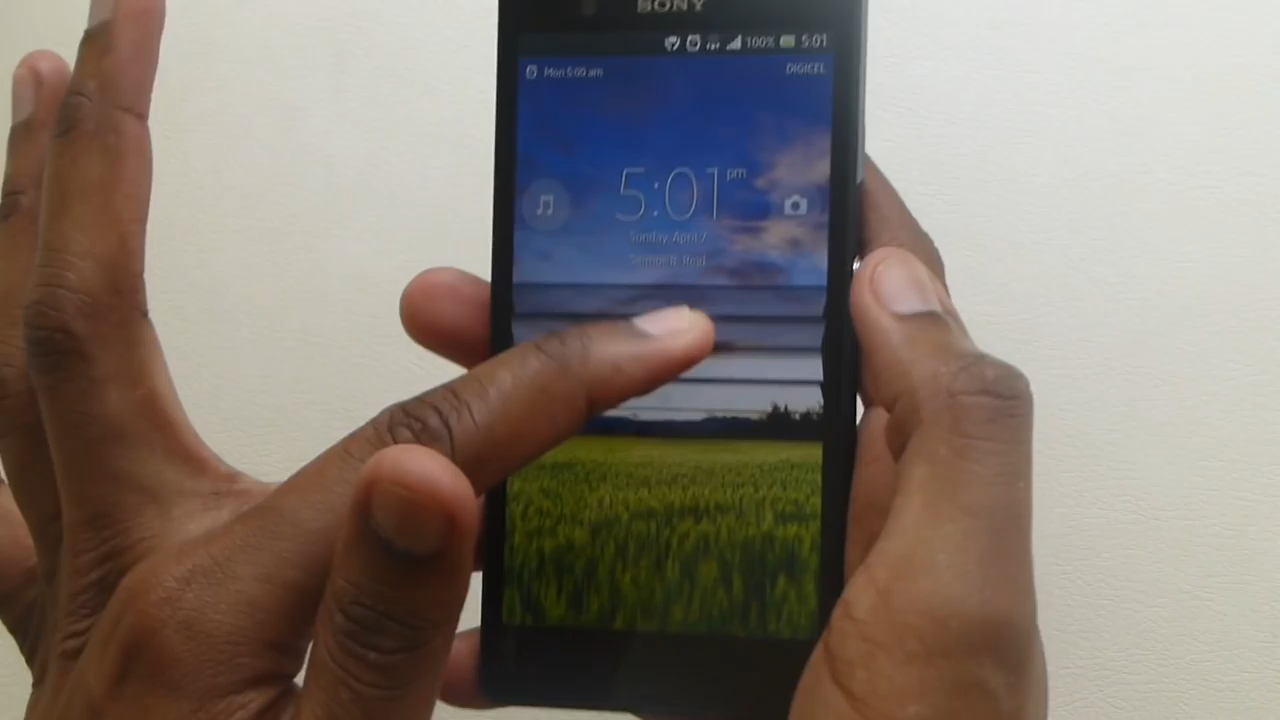 SONY
100% 5:01
Mon 5:00 am
DIGICEL
5:01 pm
Sunday, April 7